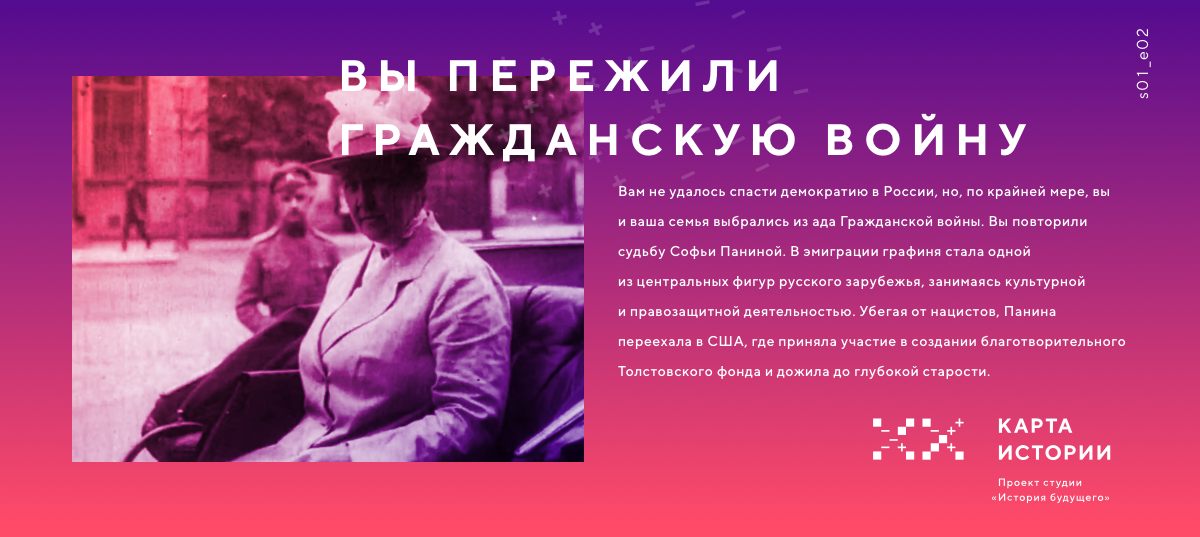 ВЫ ПЕРЕЖИЛИ
ГРАЖДАНСКУЮ ВОЙНУ
s01_e02
Вам не удалось спасти демократию в России, но, по крайней мере, вы
и ваша семья выбрались из ада Гражданской войны. Вы повторили
судьбу Софьи Паниной. В эмиграции графиня стала одной
из центральных фигур русского зарубежья, занимаясь культурной
и правозащитной деятельностью. Убегая от нацистов, Панина
переехала в США, где приняла участие в создании благотворительного
Толстовского фонда и дожила до глубокой старости.
КАРТА
ИСТОРИИ
Проект студии
«История будущего»